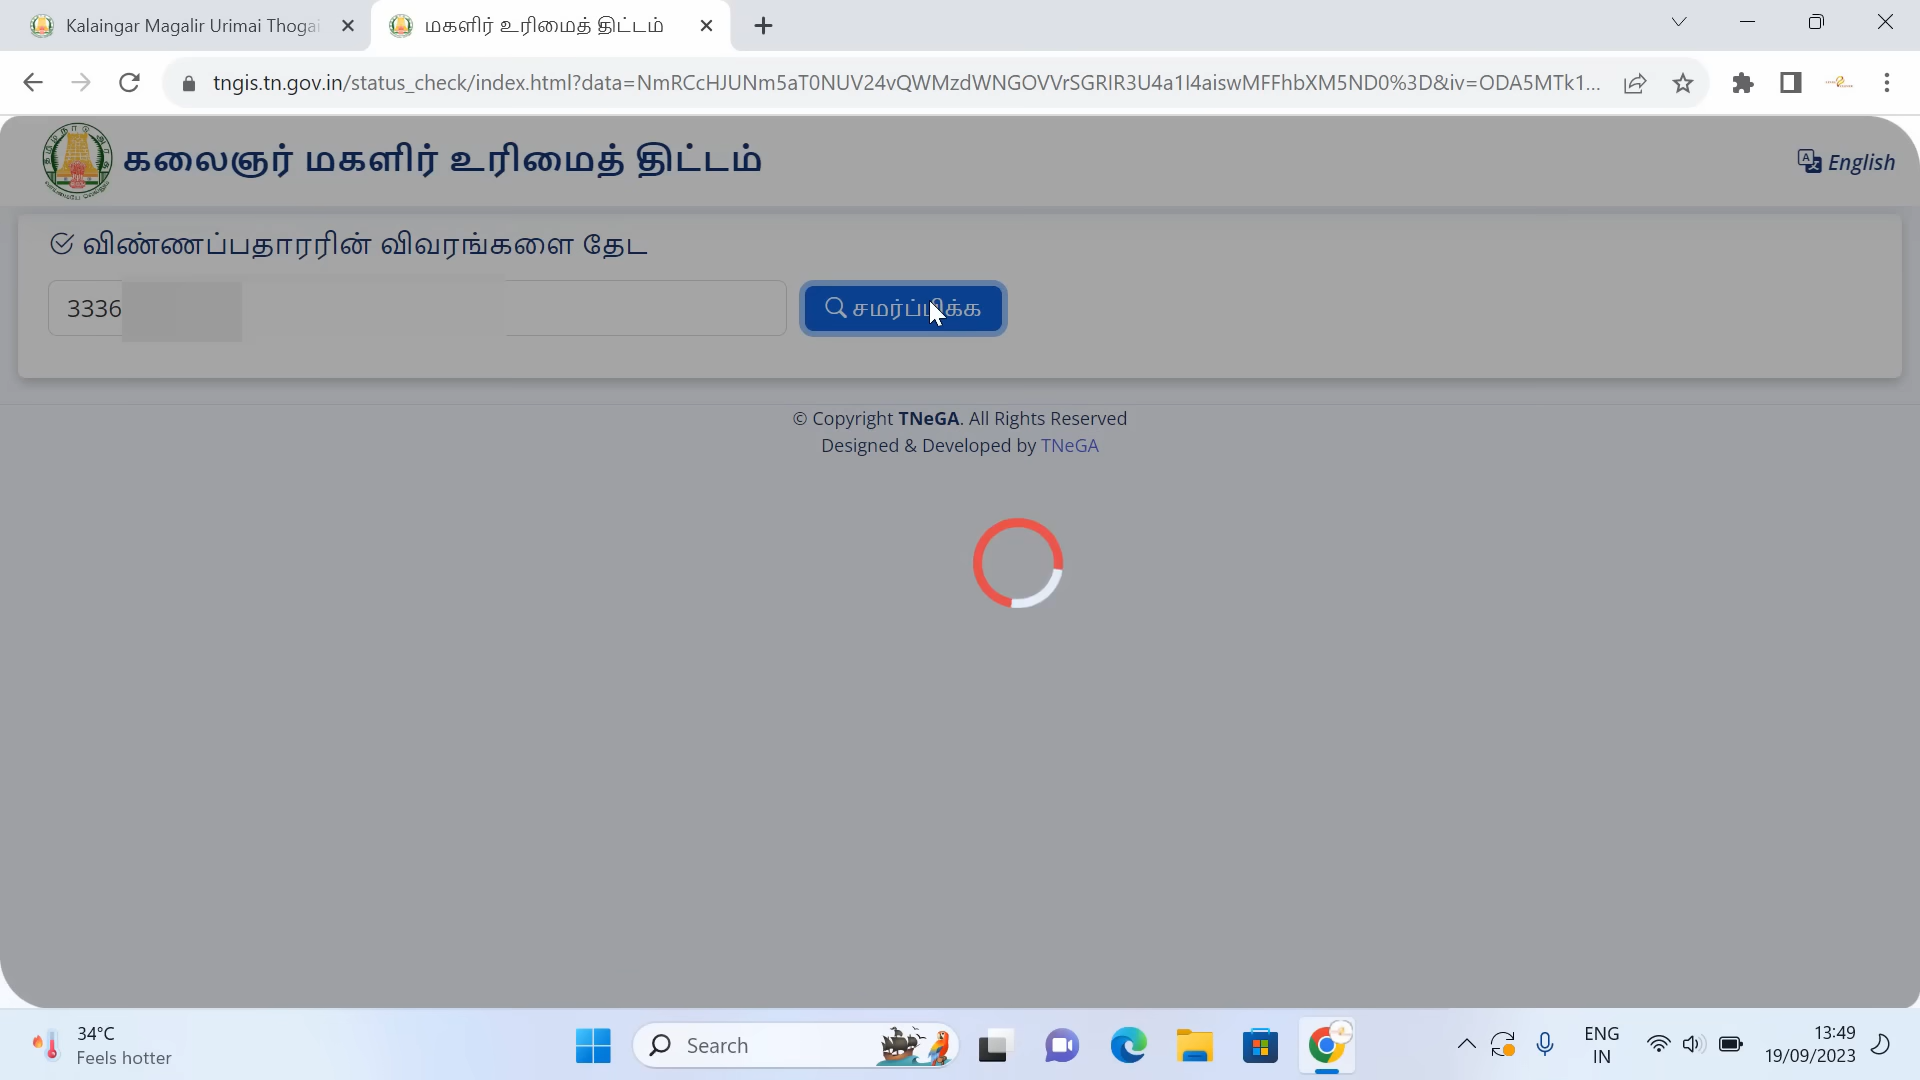 Kalaingar Magalir Urimai Thogai
மகளிர் உரிமைத் திட்டம்
tngis.tn.gov.in/status_check/index.html?data=NmRCcHJUNm5aT0NUV24vQWMzdWNGOVVrSGRIR3U4a1l4aiswMFFhbXM5ND0%3D&iv=ODA5MTk1...
கலைஞர் மகளிர் உரிமைத் திட்டம்
English
விண்ணப்பதாரரின் விவரங்களை தேட
3336
சமர்ப்பிக்க
© Copyright TNeGA. All Rights Reserved
Designed & Developed by TNeGA
34°C
Feels hotter
Search
ENG
IN
13:49
19/09/2023